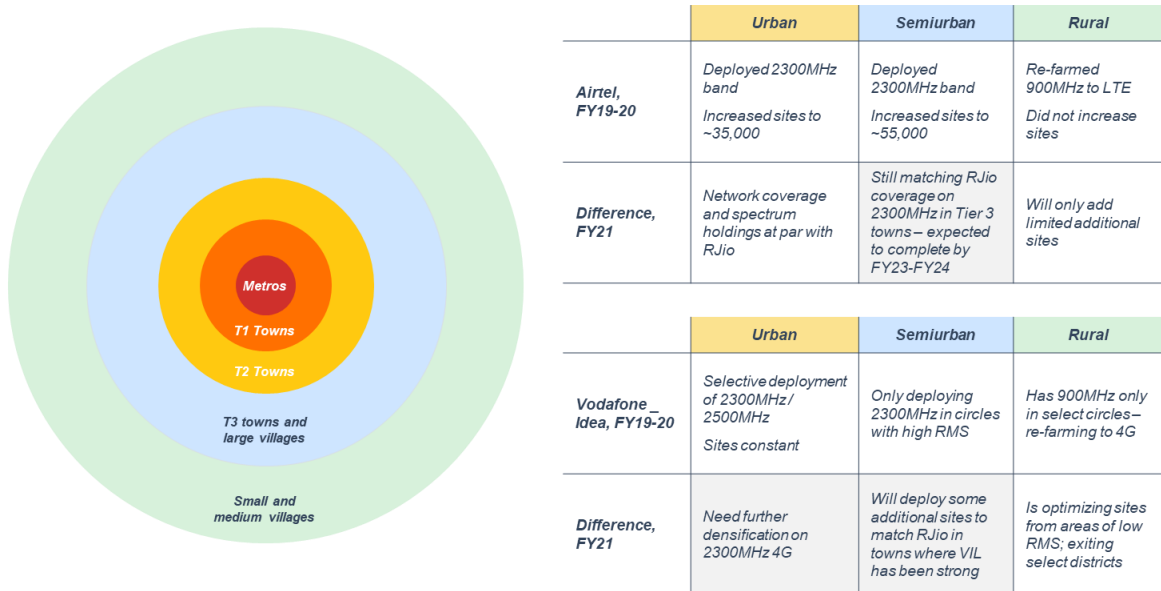 Metros
T1 Towns
T2 Towns
T3 towns and
large villages
Small and
medium villages
Urban
Semiurban
Rural
Airtel,
FY19-20
Deployed 2300MHz
band
Increased sites to
~35,000
Deployed
2300MHz band
Increased sites to
~55,000
Re-farmed
900MHz to LTE
Did not increase
sites
Difference,
FY21
Network coverage
and spectrum
holdings at par with
RJio
Still matching RJio
coverage on
2300MHz in Tier 3
towns – expected
to complete by
FY23-FY24
Will only add
limited additional
sites
Urban
Semiurban
Rural
Vodafone _
Idea, FY19-20
Selective deployment
of 2300MHz /
2500MHz
Sites constant
Only deploying
2300MHz in circles
with high RMS
Has 900MHz only
in select circles –
re-farming to 4G
Difference,
FY21
Need further
densification on
2300MHz 4G
Will deploy some
additional sites to
match RJio in
towns where VIL
has been strong
Is optimizing sites
from areas of low
RMS; exiting
select districts